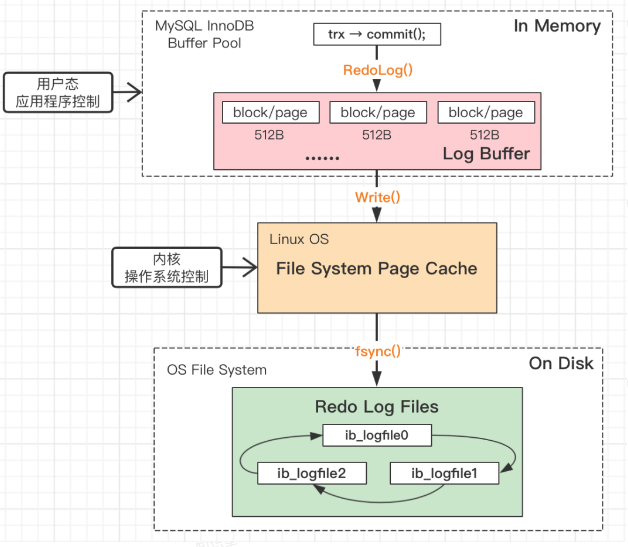 MySQL InnoDB
Buffer Pool
In Memory
trx → commit();
RedoLog()
用户态
应用程序控制
block/page
block/page
block/page
512B
512B
512B
......
Log Buffer
Write()
Linux OS
File System Page Cache
内核
操作系统控制
fsync()
OS File System
On Disk
Redo Log Files
ib_logfile0
ib_logfile2
ib_logfile1